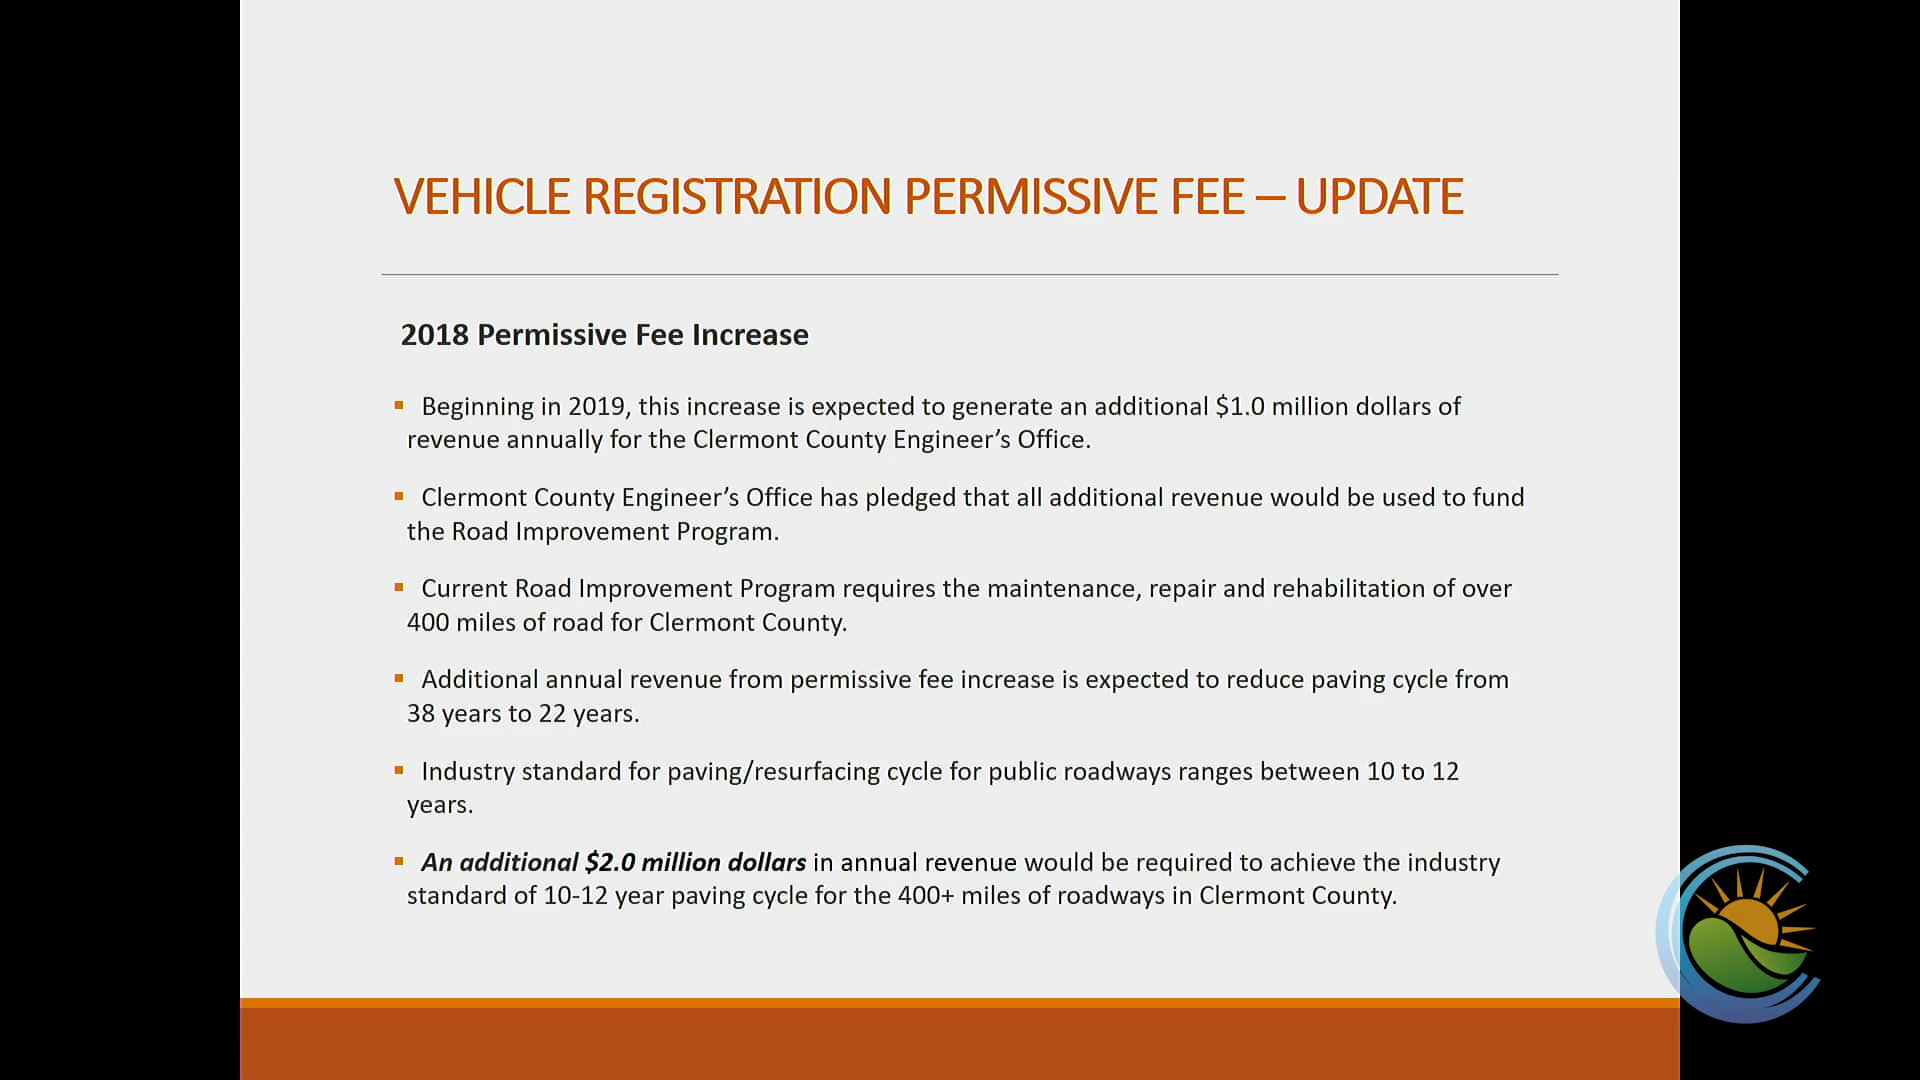 VEHICLE REGISTRATION PERMISSIVE FEE – UPDATE
2018 Permissive Fee Increase
▪ Beginning in 2019, this increase is expected to generate an additional $1.0 million dollars of
revenue annually for the Clermont County Engineer’s Office.
▪ Clermont County Engineer’s Office has pledged that all additional revenue would be used to fund
the Road Improvement Program.
▪ Current Road Improvement Program requires the maintenance, repair and rehabilitation of over
400 miles of road for Clermont County.
▪ Additional annual revenue from permissive fee increase is expected to reduce paving cycle from
38 years to 22 years.
▪ Industry standard for paving/resurfacing cycle for public roadways ranges between 10 to 12
years.
▪ An additional $2.0 million dollars in annual revenue would be required to achieve the industry
standard of 10-12 year paving cycle for the 400+ miles of roadways in Clermont County.